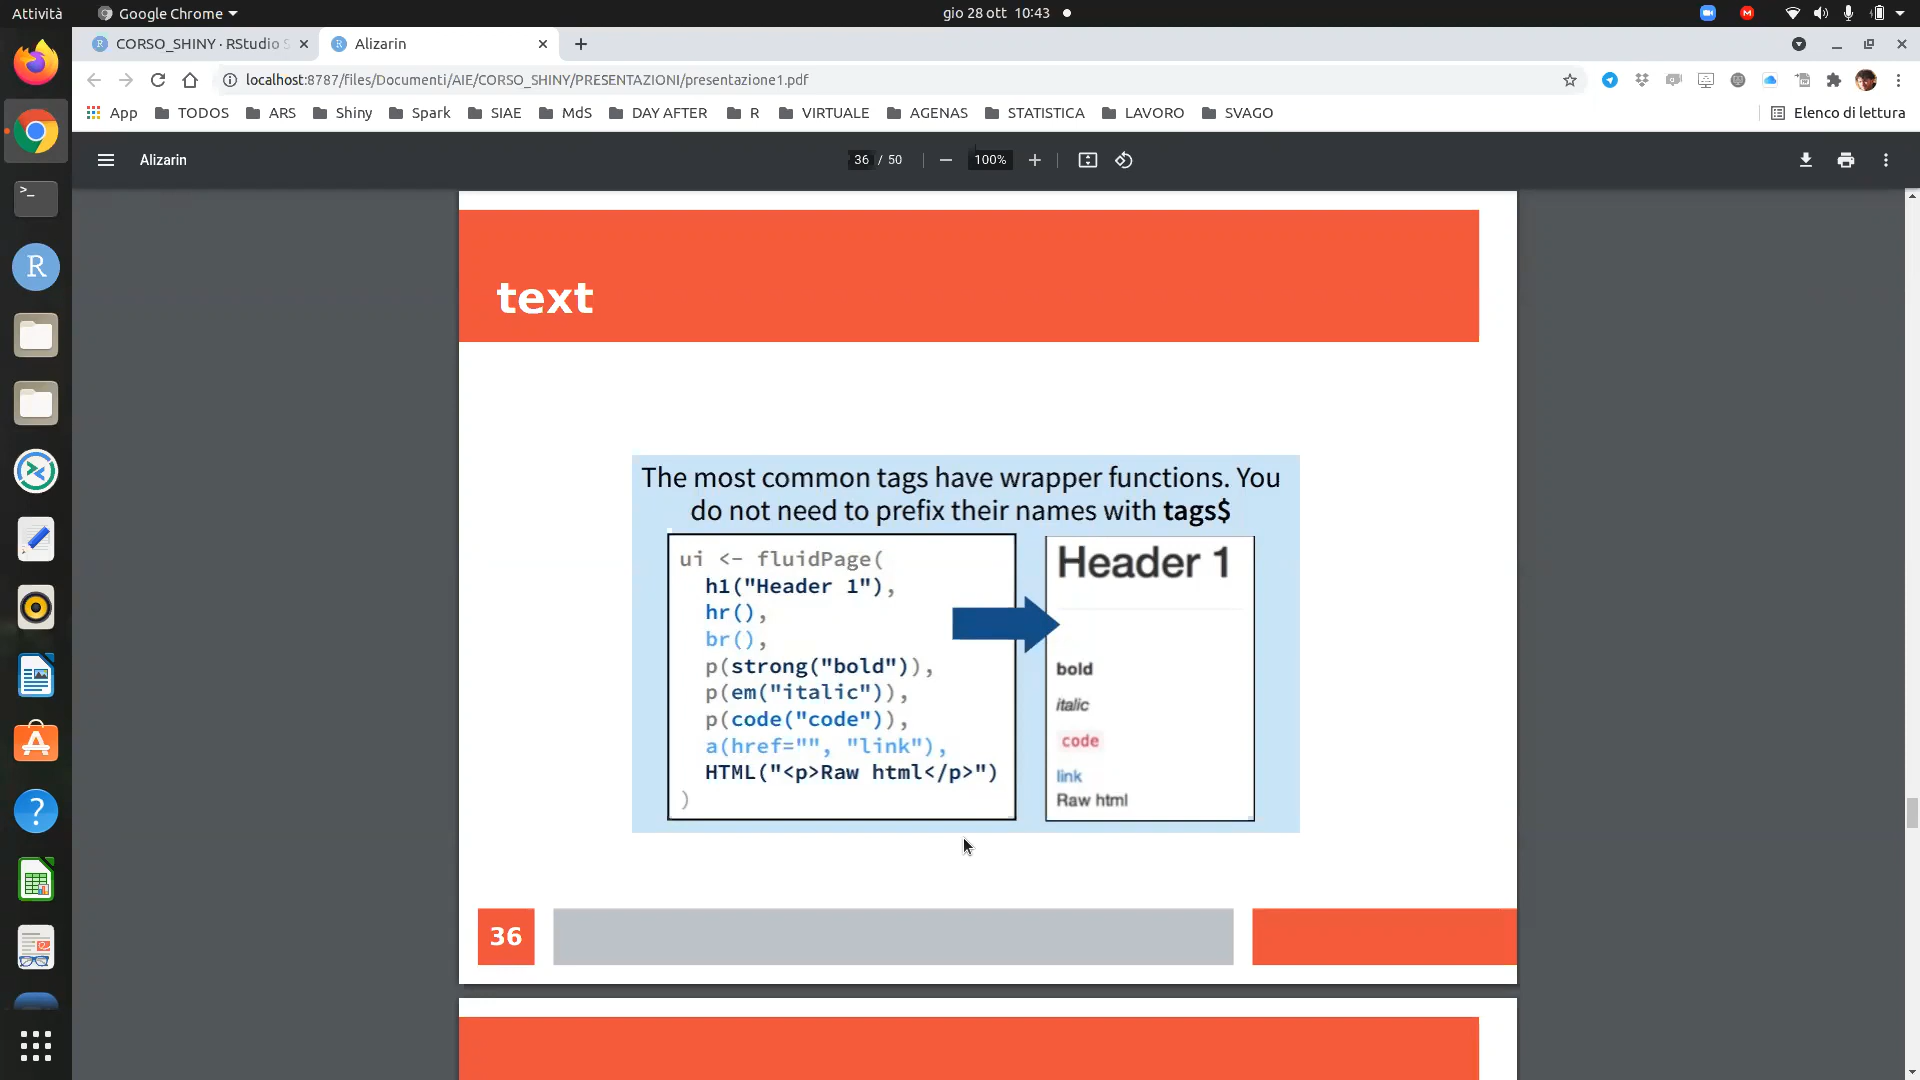 Attività
Google Chrome
gio 28 ott 10:43
CORSO_SHINY · RStudio S
Alizarin
localhost:8787/files/Documenti/AIE/CORSO_SHINY/PRESENTAZIONI/presentazione1.pdf
App
TODOS
ARS
Shiny
Spark
SIAE
MdS
DAY AFTER
R
VIRTUALE
AGENAS
STATISTICA
LAVORO
SVAGO
Elenco di lettura
Alizarin
36 / 50
100%
text
The most common tags have wrapper functions. You
do not need to prefix their names with tags$
ui <- fluidPage(
h1("Header 1"),
hr(),
br(),
p(strong("bold")),
p(em("italic")),
p(code("code")),
a(href="", "link"),
HTML("<p>Raw html</p>")
)
Header 1
bold
italic
code
link
Raw html
36